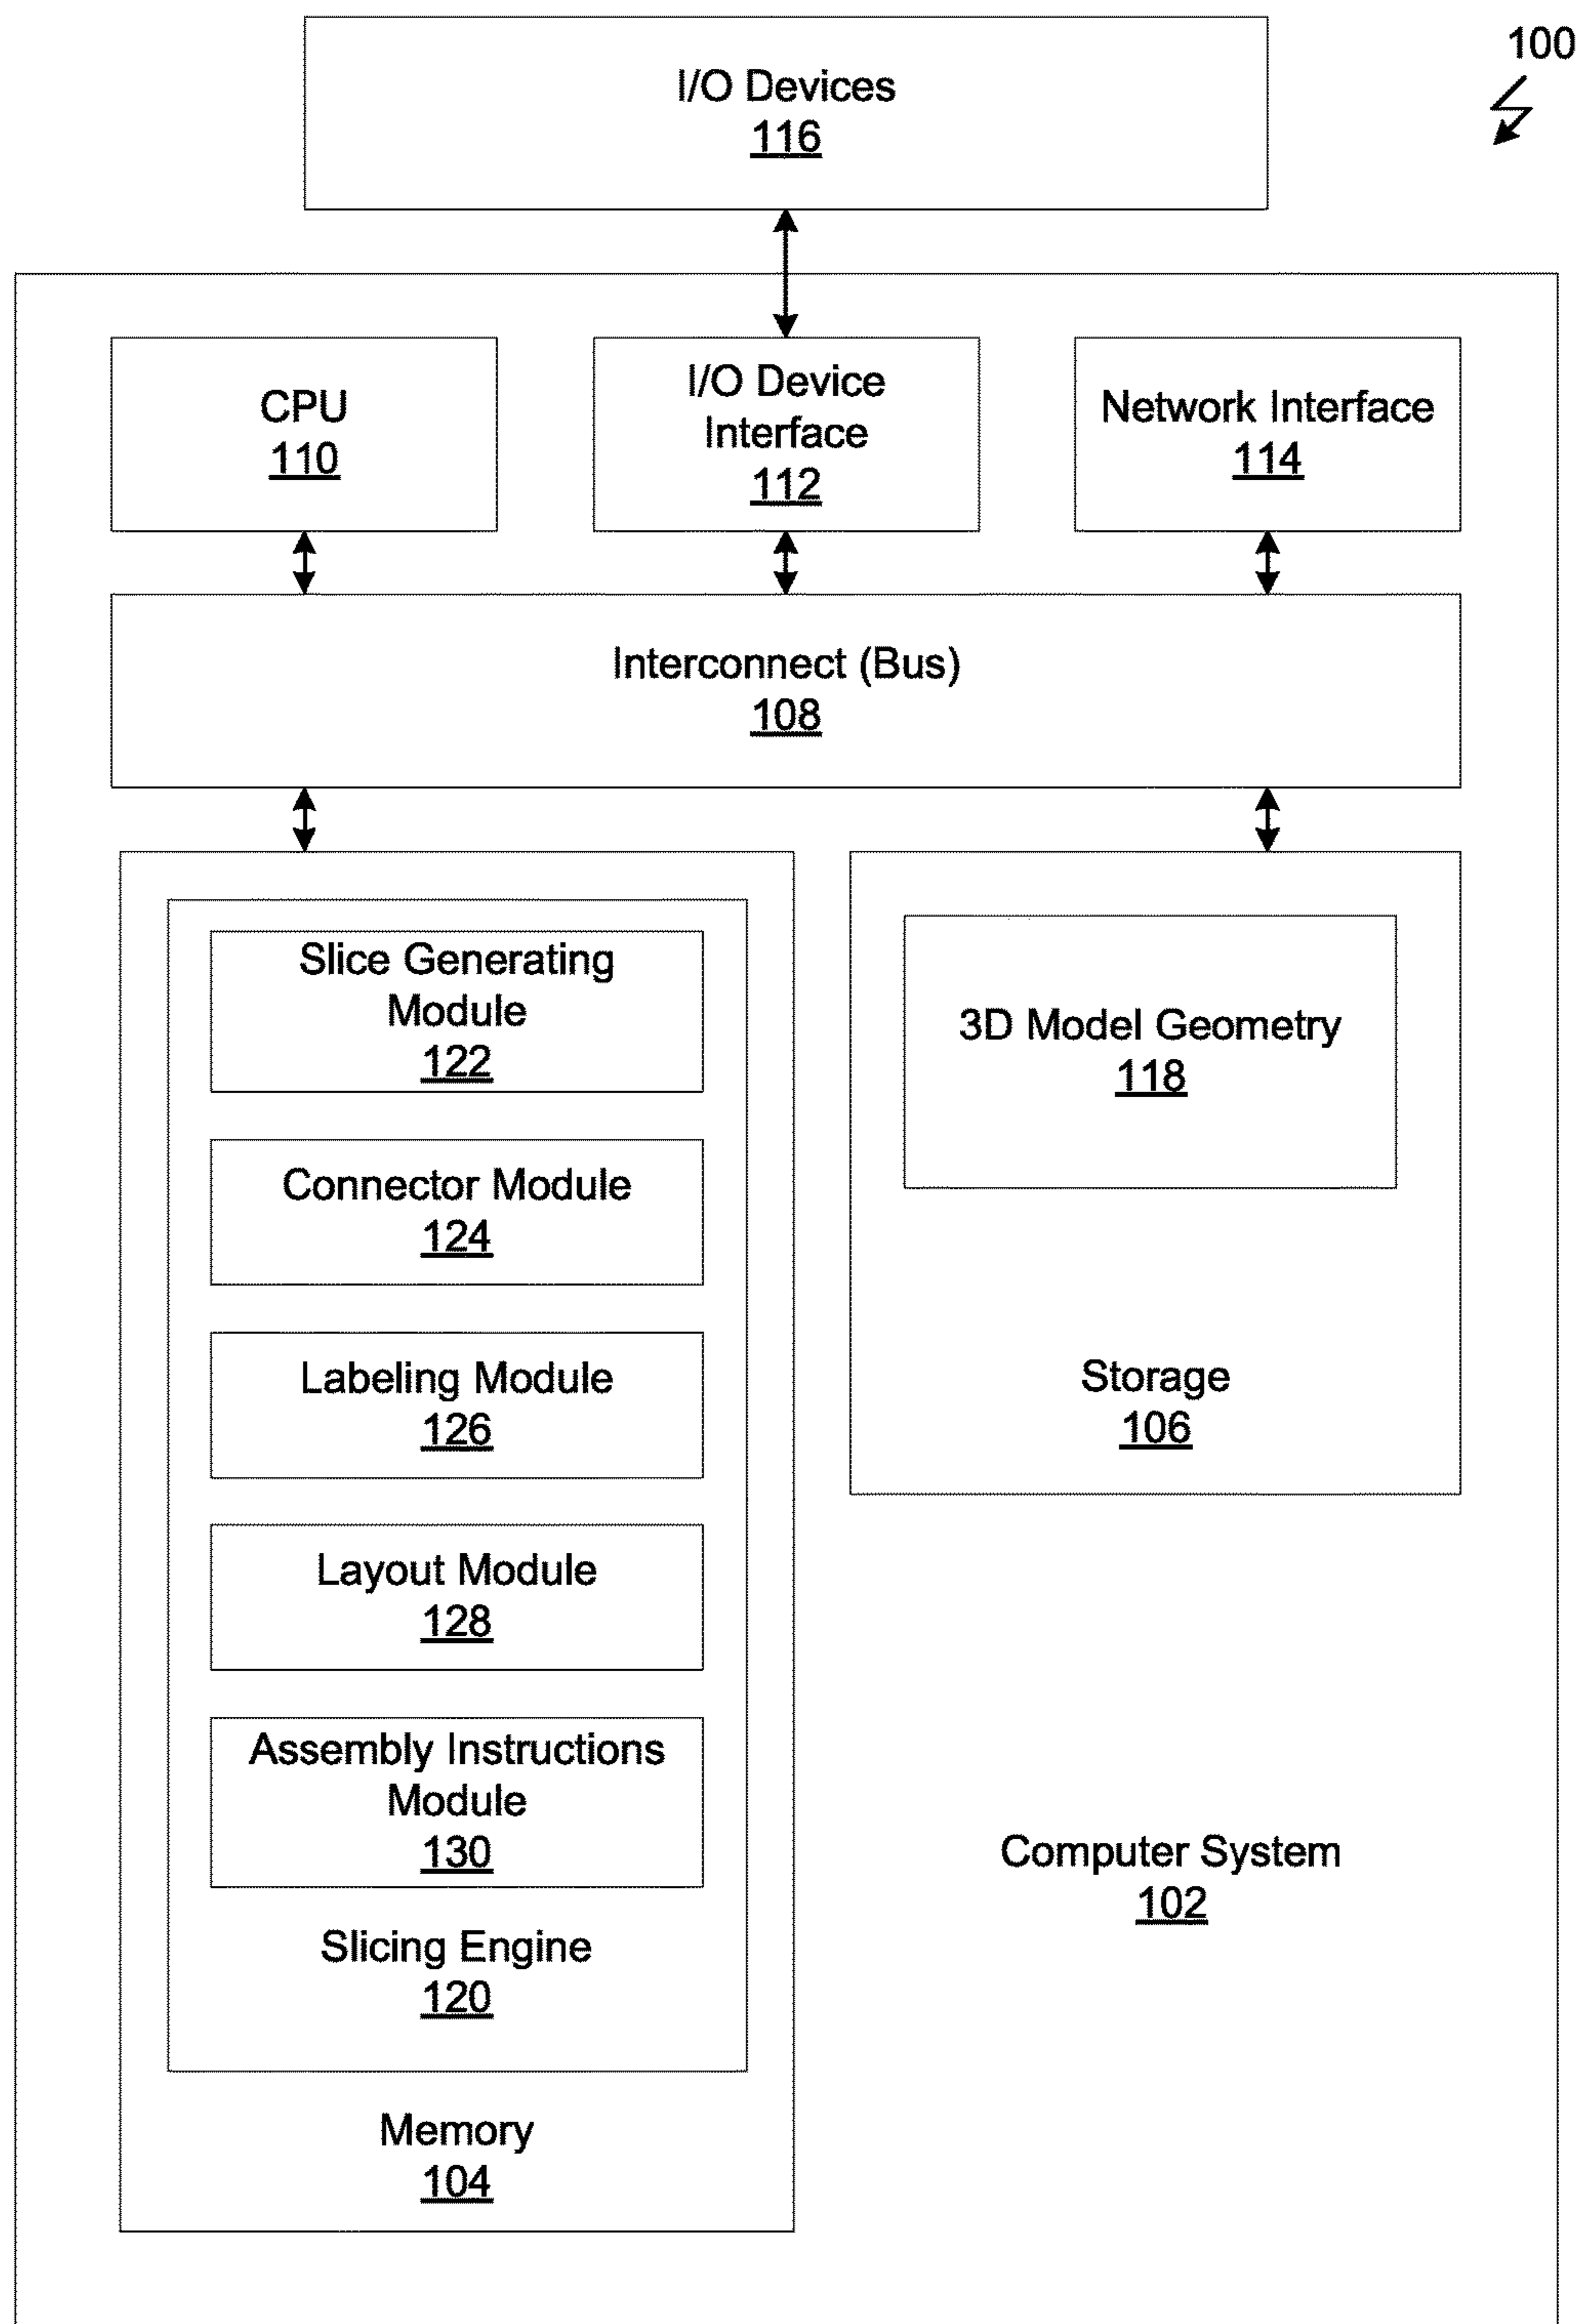 100
I/O Devices
116
CPU
110
I/O Device
Interface
112
Network Interface
114
Interconnect (Bus)
108
Slice Generating
Module
122
Connector Module
124
Labeling Module
126
Layout Module
128
Assembly Instructions
Module
130
Slicing Engine
120
Memory
104
3D Model Geometry
118
Storage
106
Computer System
102